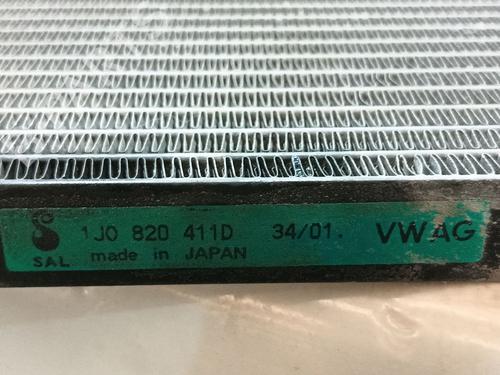 1J0 820 411D 34/01. VWAG
SAL made in JAPAN